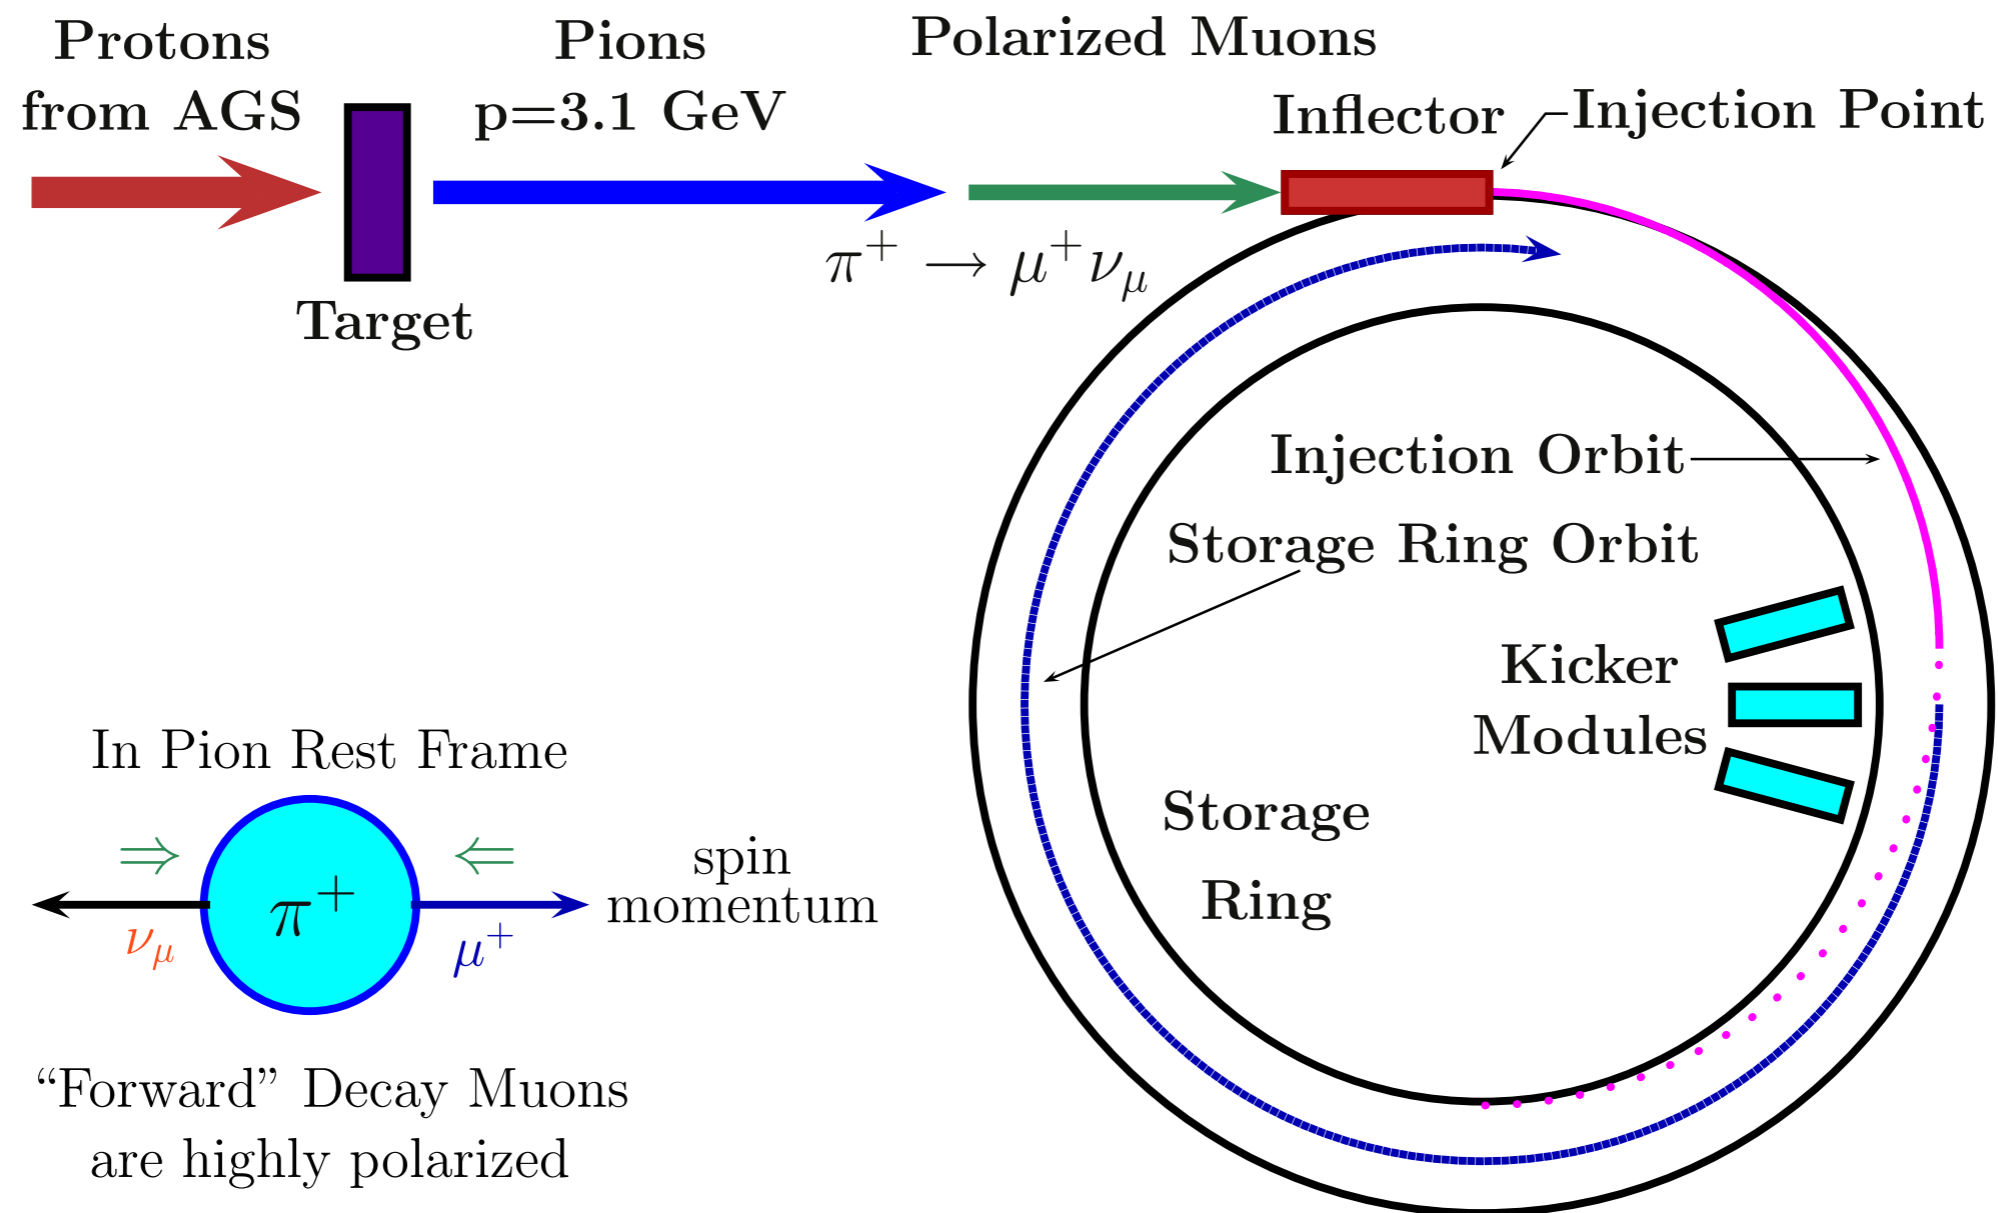 Protons
from AGS
Target
Pions
p=3.1 GeV
Polarized Muons
π⁺ → μ⁺ν_μ
Inflector
Injection Point
Injection Orbit
Storage Ring Orbit
Kicker
Modules
Storage
Ring
In Pion Rest Frame
⇒ ⇐
π⁺
ν_μ
μ⁺
spin
momentum
“Forward” Decay Muons
are highly polarized